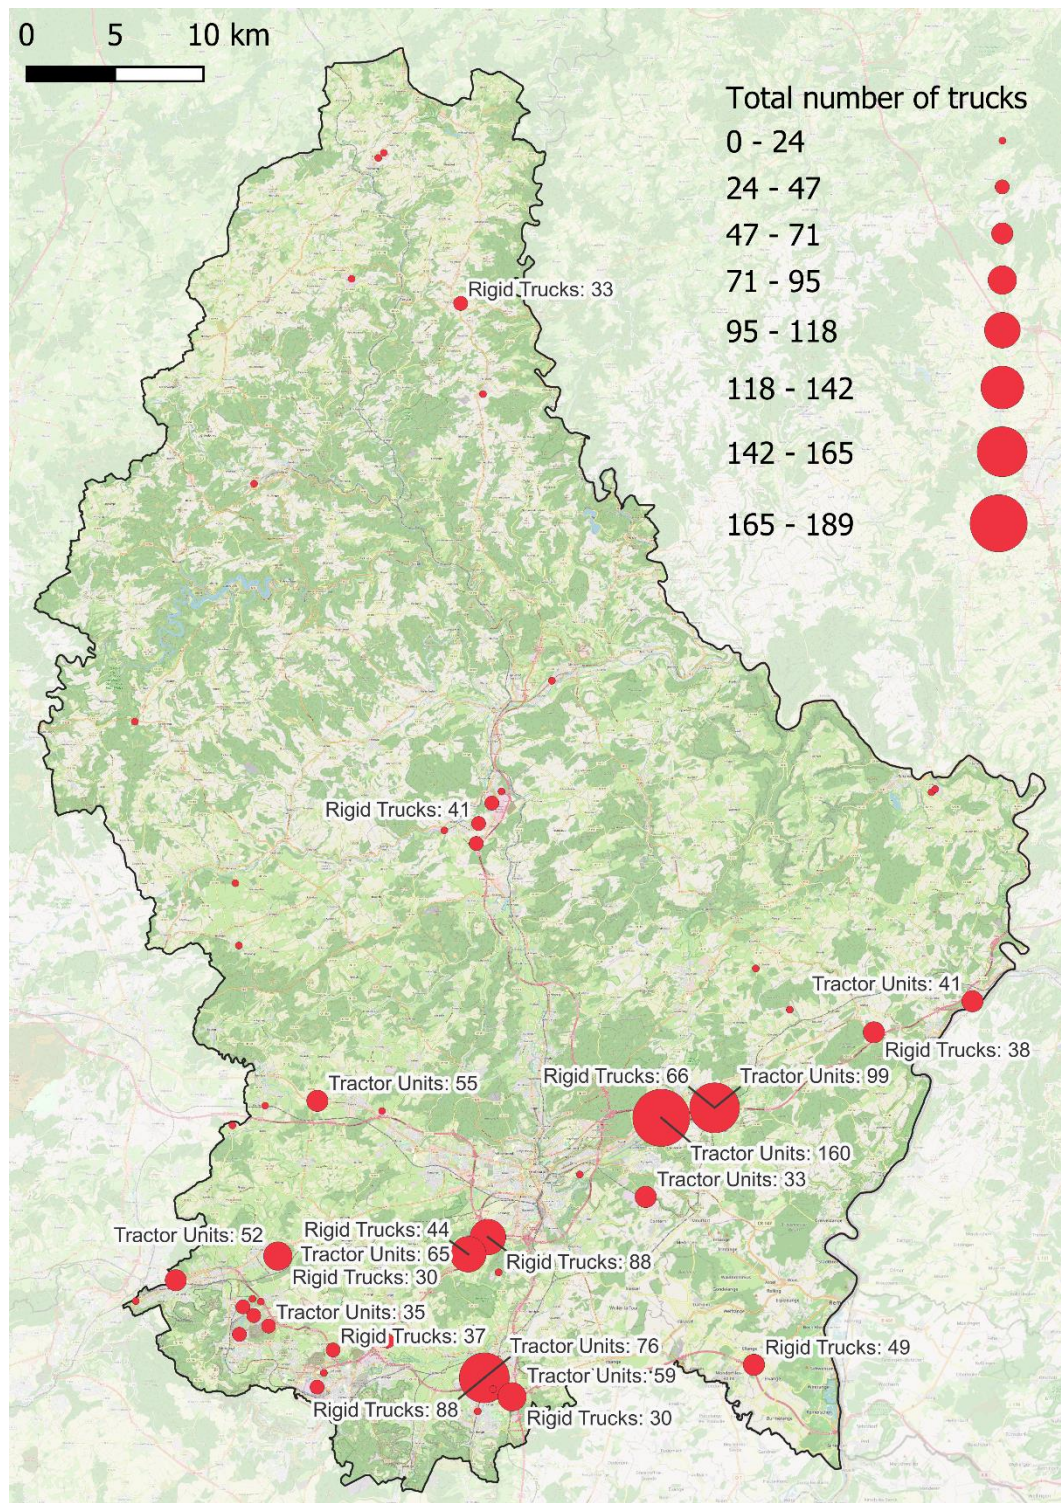 0 5 10 km
Total number of trucks
0 - 24
24 - 47
47 - 71
71 - 95
95 - 118
118 - 142
142 - 165
165 - 189
Rigid Trucks: 33
Rigid Trucks: 41
Tractor Units: 41
Rigid Trucks: 38
Tractor Units: 55
Rigid Trucks: 66
Tractor Units: 99
Tractor Units: 160
Tractor Units: 33
Tractor Units: 52
Rigid Trucks: 44
Tractor Units: 65
Rigid Trucks: 88
Rigid Trucks: 30
Tractor Units: 35
Rigid Trucks: 37
Tractor Units: 76
Rigid Trucks: 49
Tractor Units: 59
Rigid Trucks: 88
Rigid Trucks: 30